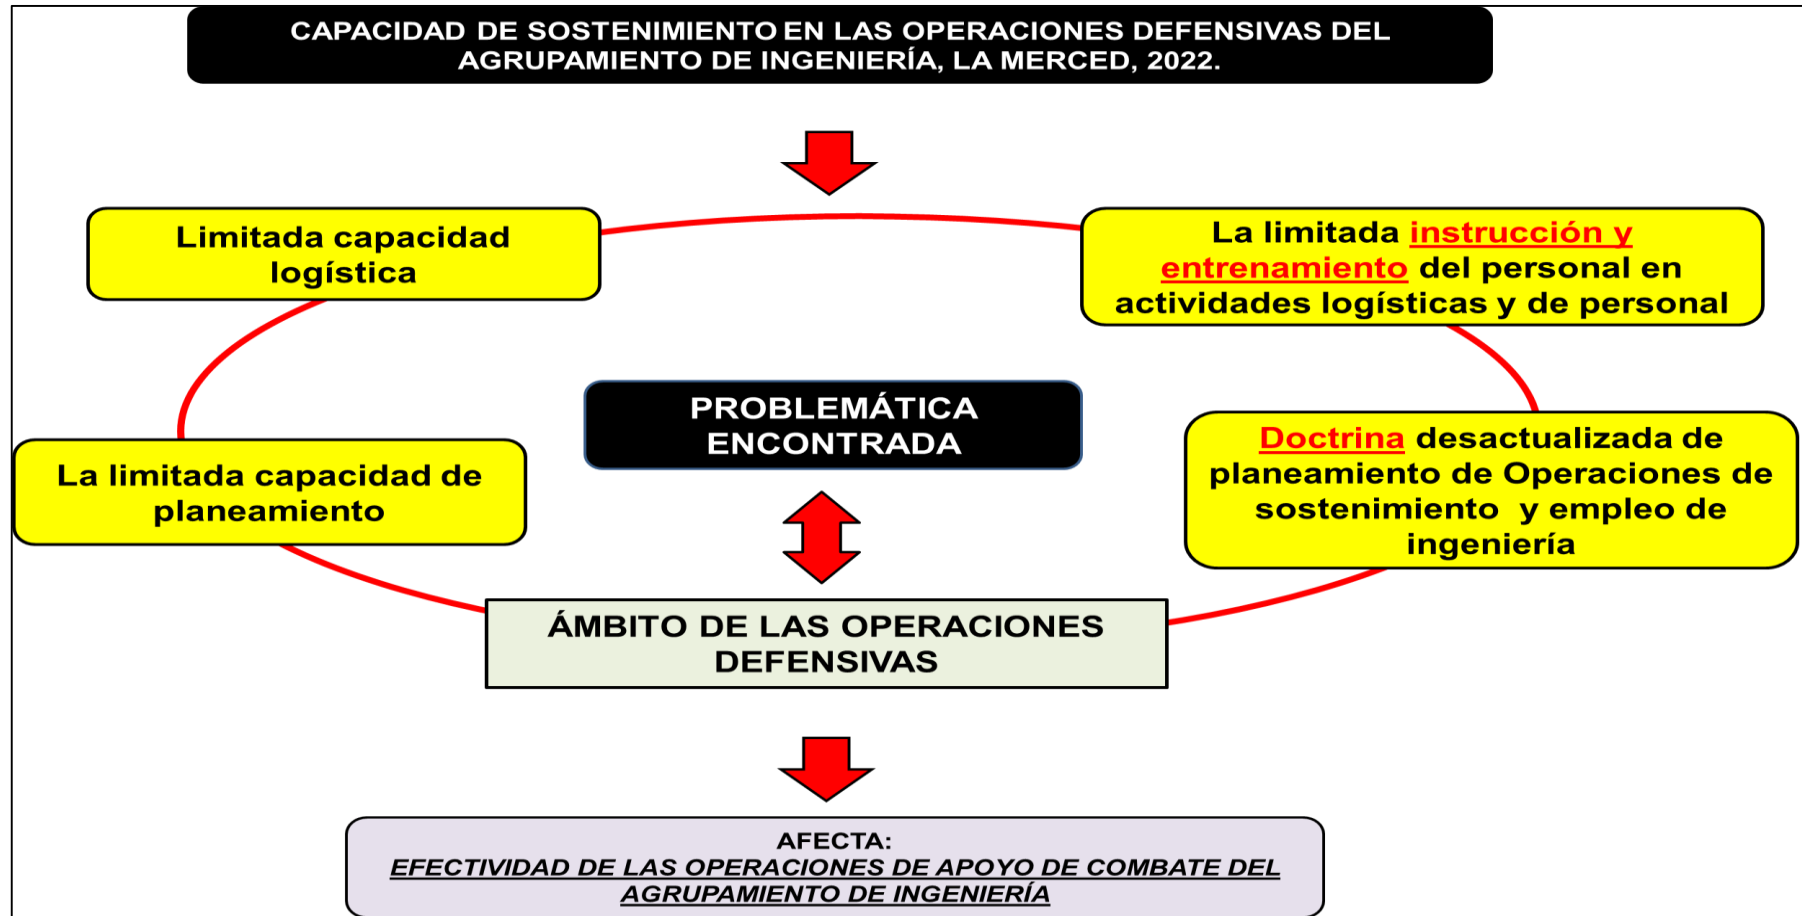 CAPACIDAD DE SOSTENIMIENTO EN LAS OPERACIONES DEFENSIVAS DEL
AGRUPAMIENTO DE INGENIERÍA, LA MERCED, 2022.
Limitada capacidad
logística
La limitada instrucción y
entrenamiento del personal en
actividades logísticas y de personal
PROBLEMÁTICA
ENCONTRADA
La limitada capacidad de
planeamiento
Doctrina desactualizada de
planeamiento de Operaciones de
sostenimiento y empleo de
ingeniería
ÁMBITO DE LAS OPERACIONES
DEFENSIVAS
AFECTA:
EFECTIVIDAD DE LAS OPERACIONES DE APOYO DE COMBATE DEL
AGRUPAMIENTO DE INGENIERÍA